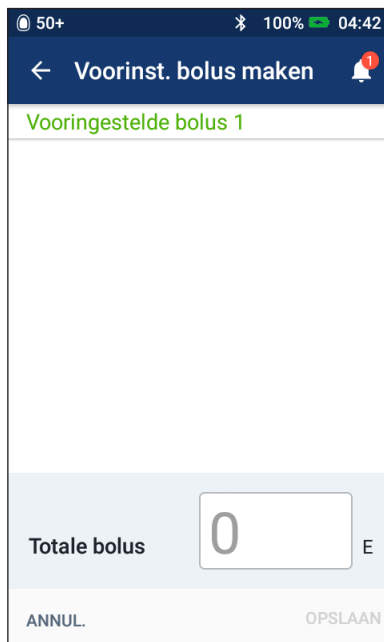 50+ 100% 04:42
Voorinst. bolus maken 1
Vooringestelde bolus 1
Totale bolus 0 E
ANNUL. OPSLAAN